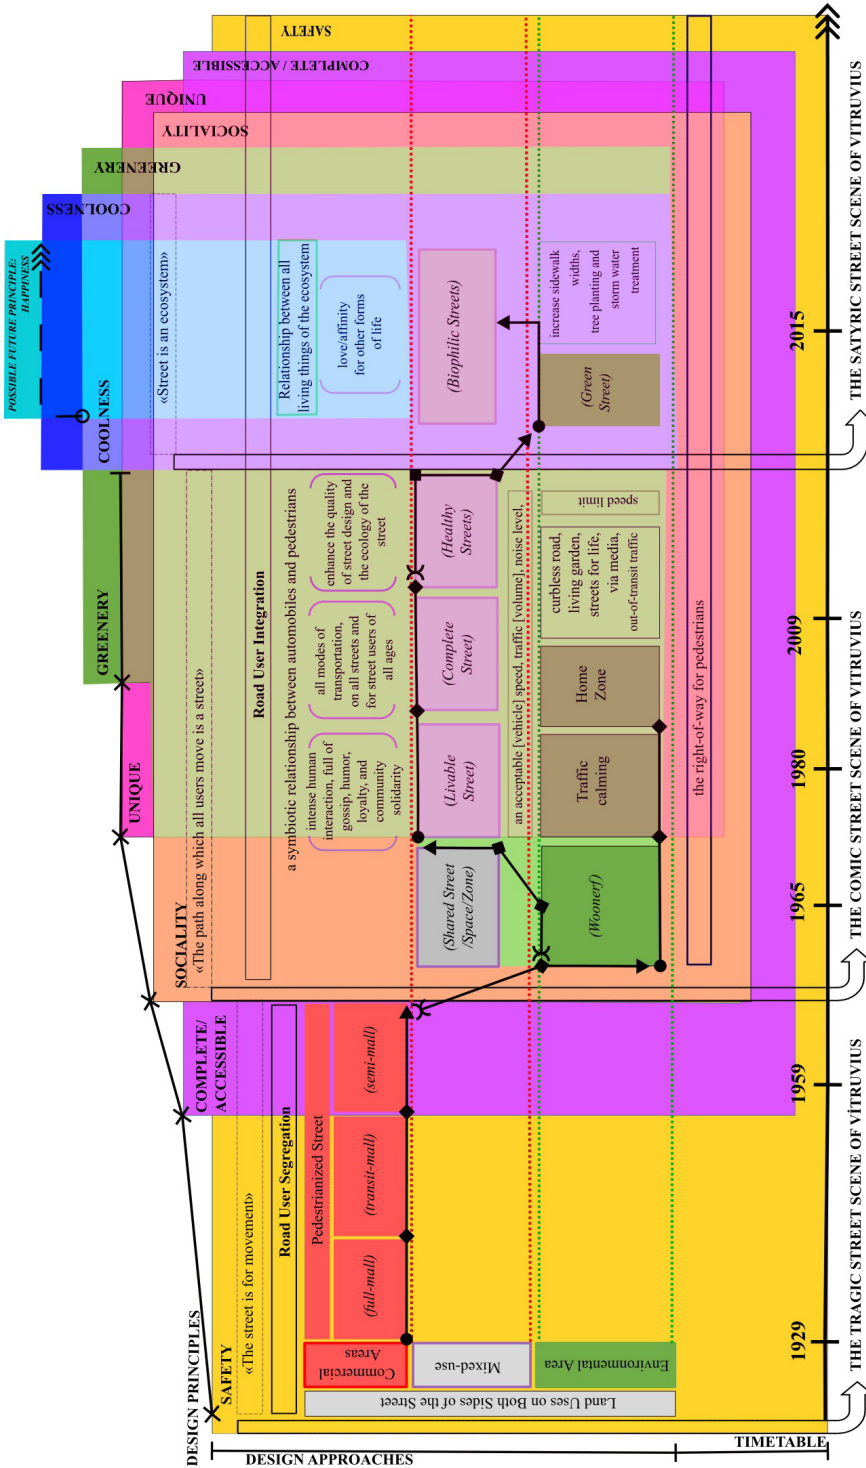 DESIGN PRINCIPLES
SAFETY
COMPLETE/
ACCESSIBLE
SOCIALITY
UNIQUE
GREENERY
COOLNESS
POSSIBLE FUTURE PRINCIPLE:
HAPPINESS
COOLNESS
GREENERY
SOCIALITY
UNIQUE
COMPLETE / ACCESSIBLE
SAFETY
«The street is for movement»
«The path along which all users move is a street»
«Street is an ecosystem»
Road User Segregation
Road User Integration
a symbiotic relationship between automobiles and pedestrians
Pedestrianized Street
(full-mall)
(transit-mall)
(semi-mall)
intense human
interaction, full of
gossip, humor,
loyalty, and
community
solidarity
all modes of
transportation,
on all streets and
for street users of
all ages
enhance the quality
of street design and
the ecology of the
street
Relationship between all
living things of the ecosystem
love/affinity
for other forms
of life
Commercial
Areas
Mixed-use
Environmental Area
Land Uses on Both Sides of the Street
(Shared Street
/Space/Zone)
(Livable
Street)
(Complete
Street)
(Healthy
Streets)
(Biophilic Streets)
an acceptable [vehicle] speed, traffic [volume], noise level,
speed limit
(Woonerf)
Traffic
calming
Home
Zone
curbless road,
living garden,
streets for life,
via media,
out-of-transit traffic
(Green
Street)
increase sidewalk
widths,
tree planting and
storm water
treatment
the right-of-way for pedestrians
DESIGN APPROACHES
TIMETABLE
1929
1959
1965
1980
2009
2015
THE TRAGIC STREET SCENE OF VİTRUVIUS
THE COMIC STREET SCENE OF VITRUVIUS
THE SATYRIC STREET SCENE OF VITRUVIUS